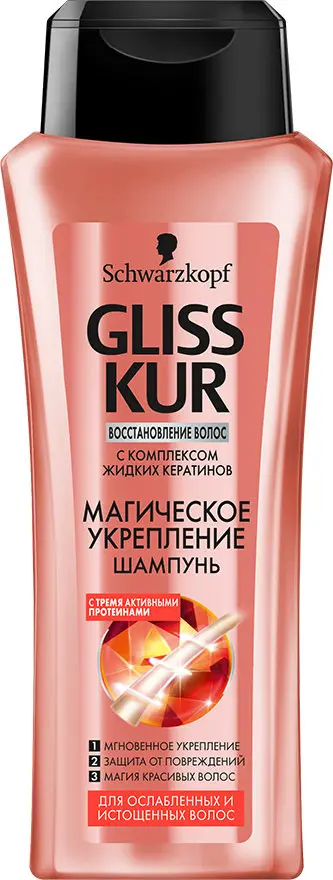 Schwarzkopf
GLISS
KUR
ВОССТАНОВЛЕНИЕ ВОЛОС
С КОМПЛЕКСОМ
ЖИДКИХ КЕРАТИНОВ
МАГИЧЕСКОЕ
УКРЕПЛЕНИЕ
ШАМПУНЬ
С ТРЕМЯ АКТИВНЫМИ
ПРОТЕИНАМИ
1 МГНОВЕННОЕ УКРЕПЛЕНИЕ
2 ЗАЩИТА ОТ ПОВРЕЖДЕНИЙ
3 МАГИЯ КРАСИВЫХ ВОЛОС
ДЛЯ ОСЛАБЛЕННЫХ И
ИСТОЩЕННЫХ ВОЛОС